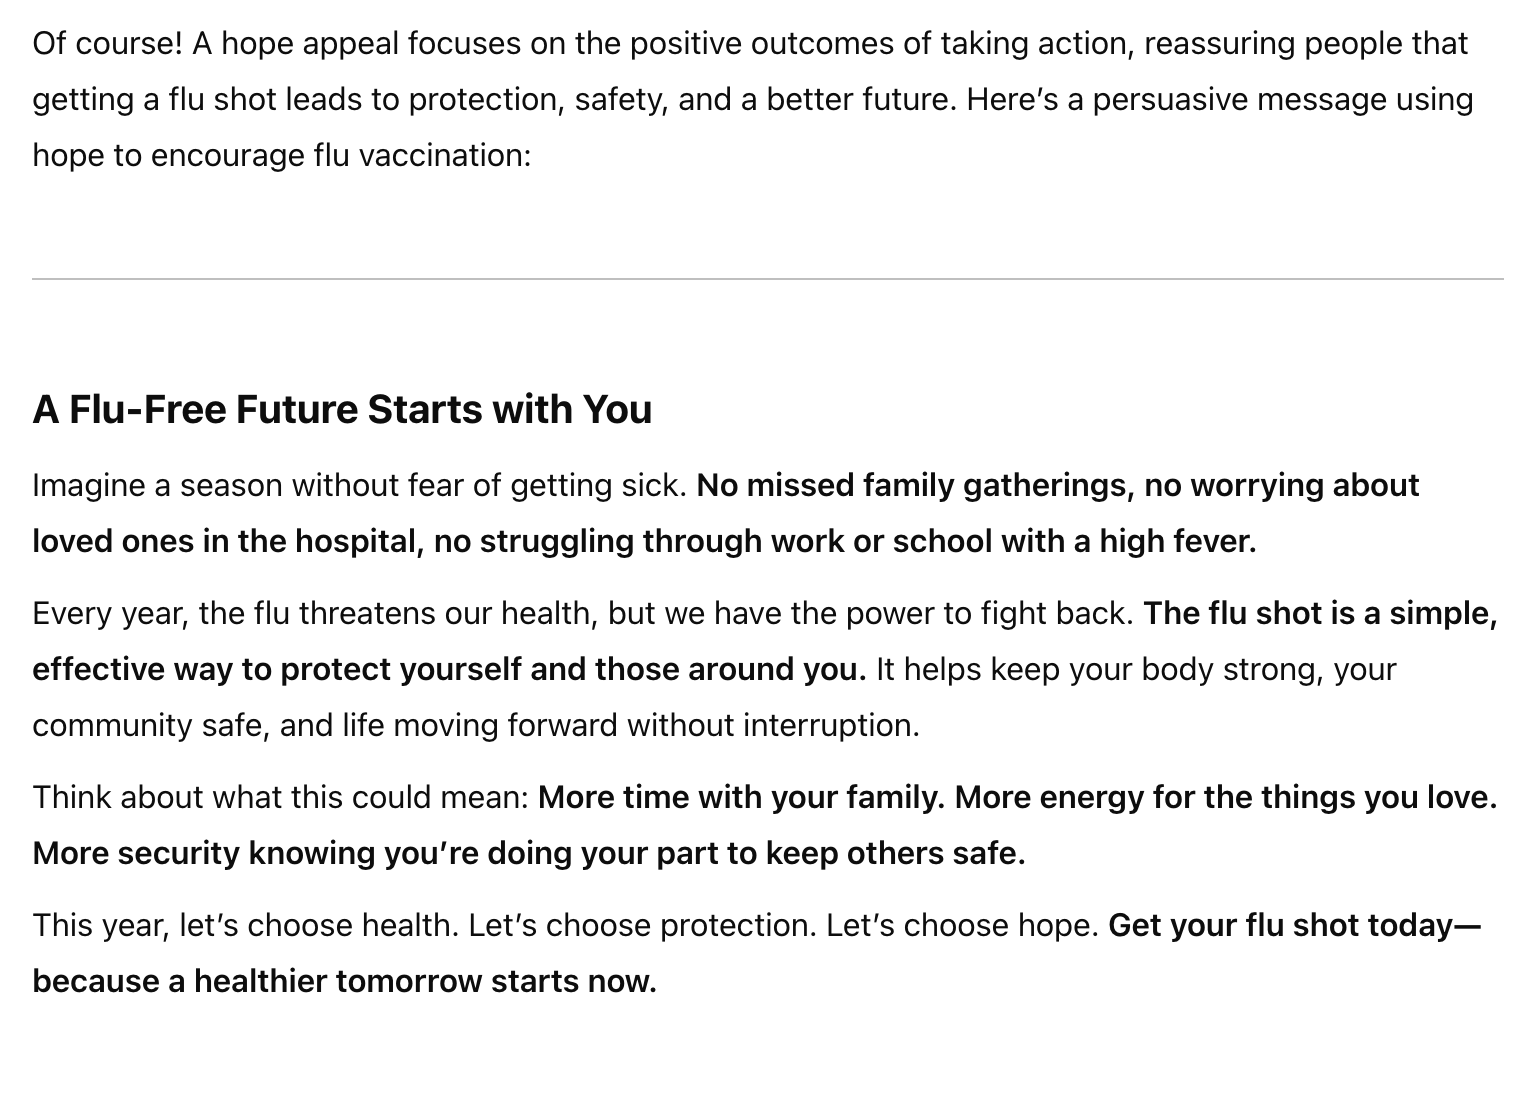 Of course! A hope appeal focuses on the positive outcomes of taking action, reassuring people that
getting a flu shot leads to protection, safety, and a better future. Here’s a persuasive message using
hope to encourage flu vaccination:
A Flu-Free Future Starts with You
Imagine a season without fear of getting sick. No missed family gatherings, no worrying about
loved ones in the hospital, no struggling through work or school with a high fever.
Every year, the flu threatens our health, but we have the power to fight back. The flu shot is a simple,
effective way to protect yourself and those around you. It helps keep your body strong, your
community safe, and life moving forward without interruption.
Think about what this could mean: More time with your family. More energy for the things you love.
More security knowing you’re doing your part to keep others safe.
This year, let’s choose health. Let’s choose protection. Let’s choose hope. Get your flu shot today—
because a healthier tomorrow starts now.